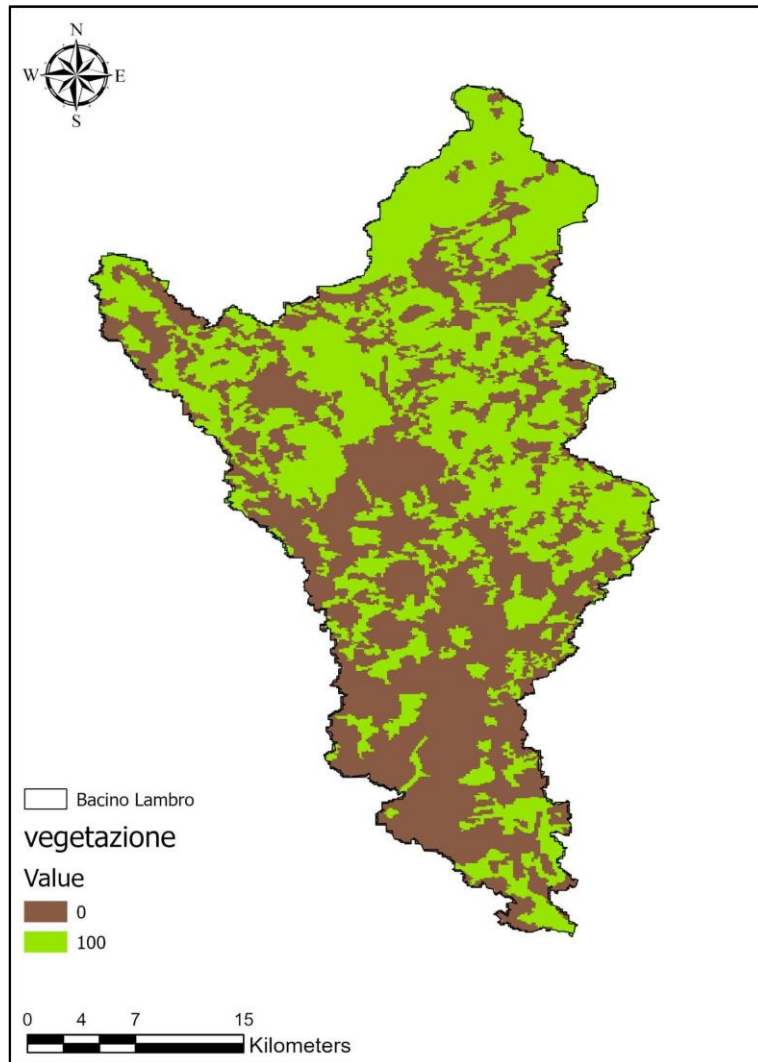 N
W E
S
Bacino Lambro
vegetazione
Value
0
100
0 4 7 15
Kilometers